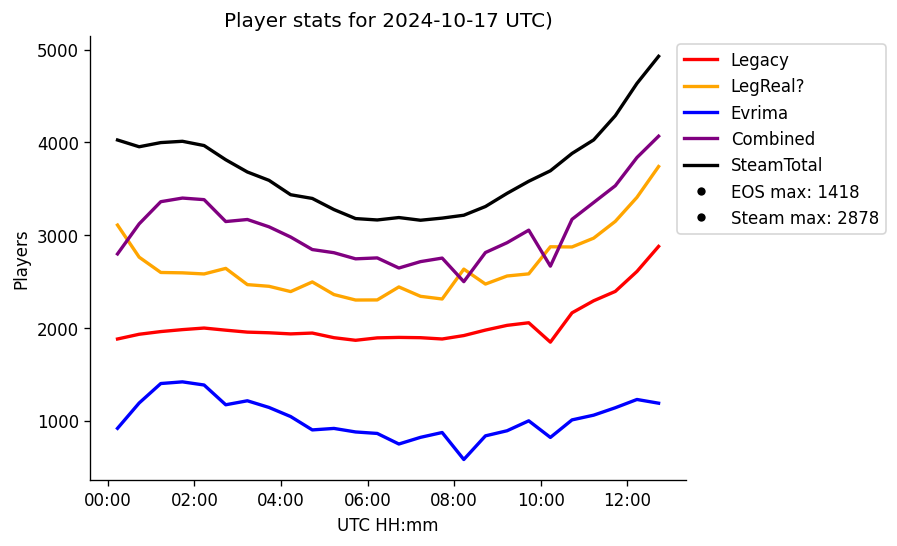 Player stats for 2024-10-17 UTC)
5000
4000
3000
2000
1000
Players
00:00
02:00
04:00
06:00
08:00
10:00
12:00
UTC HH:mm
Legacy
LegReal?
Evrima
Combined
SteamTotal
EOS max: 1418
Steam max: 2878